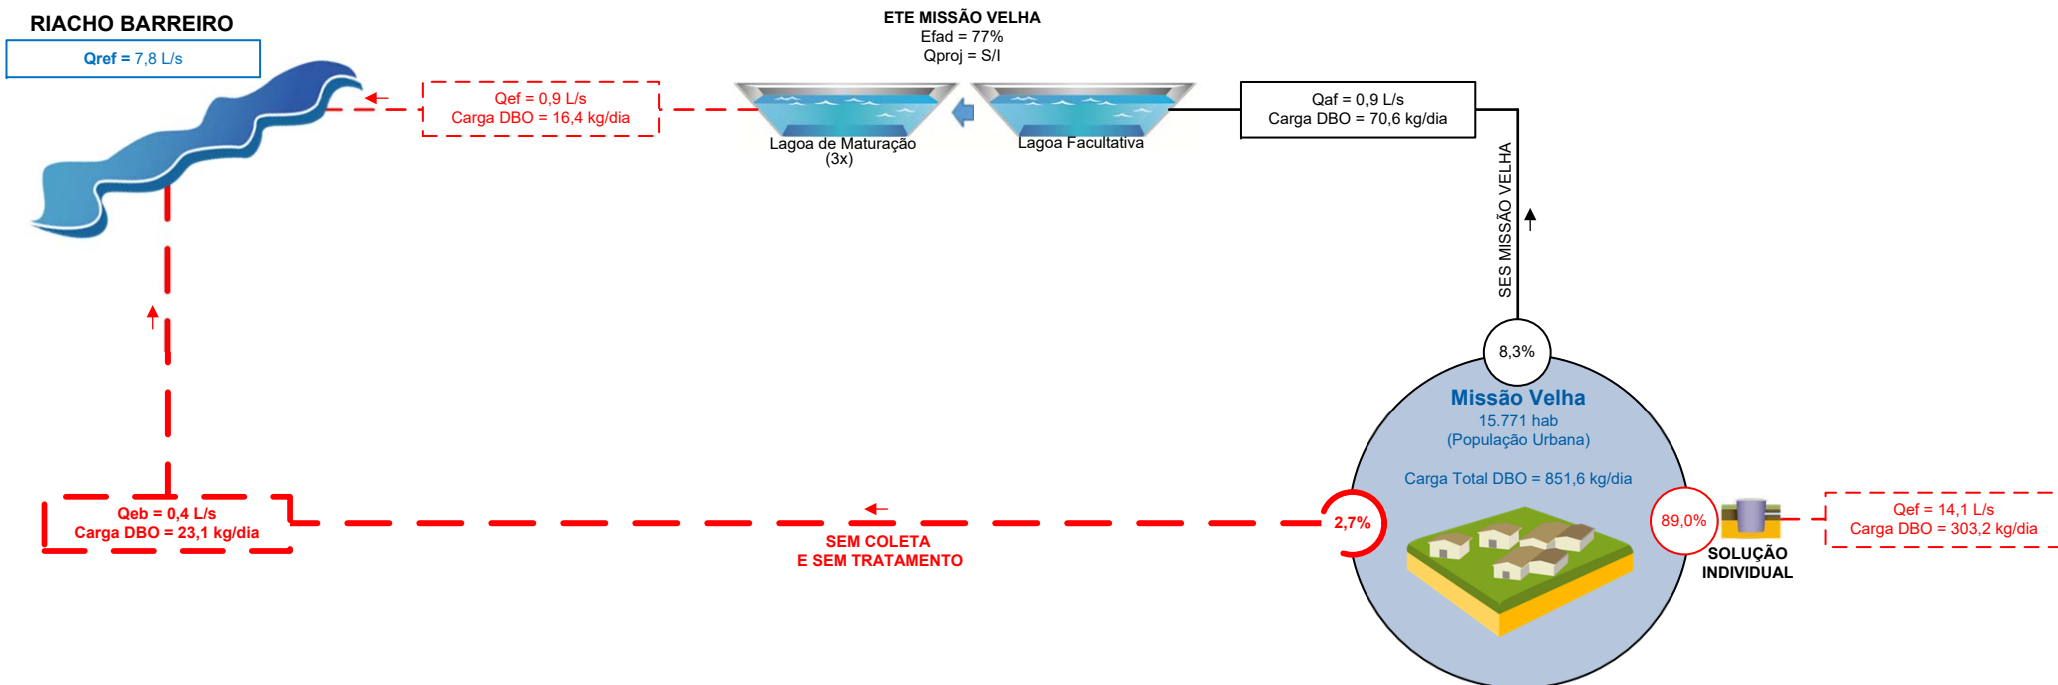 RIACHO BARREIRO
Qref = 7,8 L/s
Qef = 0,9 L/s
Carga DBO = 16,4 kg/dia
ETE MISSÃO VELHA
Efad = 77%
Qproj = S/I
Lagoa de Maturação
(3x)
Lagoa Facultativa
Qaf = 0,9 L/s
Carga DBO = 70,6 kg/dia
SES MISSÃO VELHA
8,3%
Missão Velha
15.771 hab
(População Urbana)
Carga Total DBO = 851,6 kg/dia
2,7%
89,0%
SOLUÇÃO
INDIVIDUAL
Qef = 14,1 L/s
Carga DBO = 303,2 kg/dia
SEM COLETA
E SEM TRATAMENTO
Qeb = 0,4 L/s
Carga DBO = 23,1 kg/dia